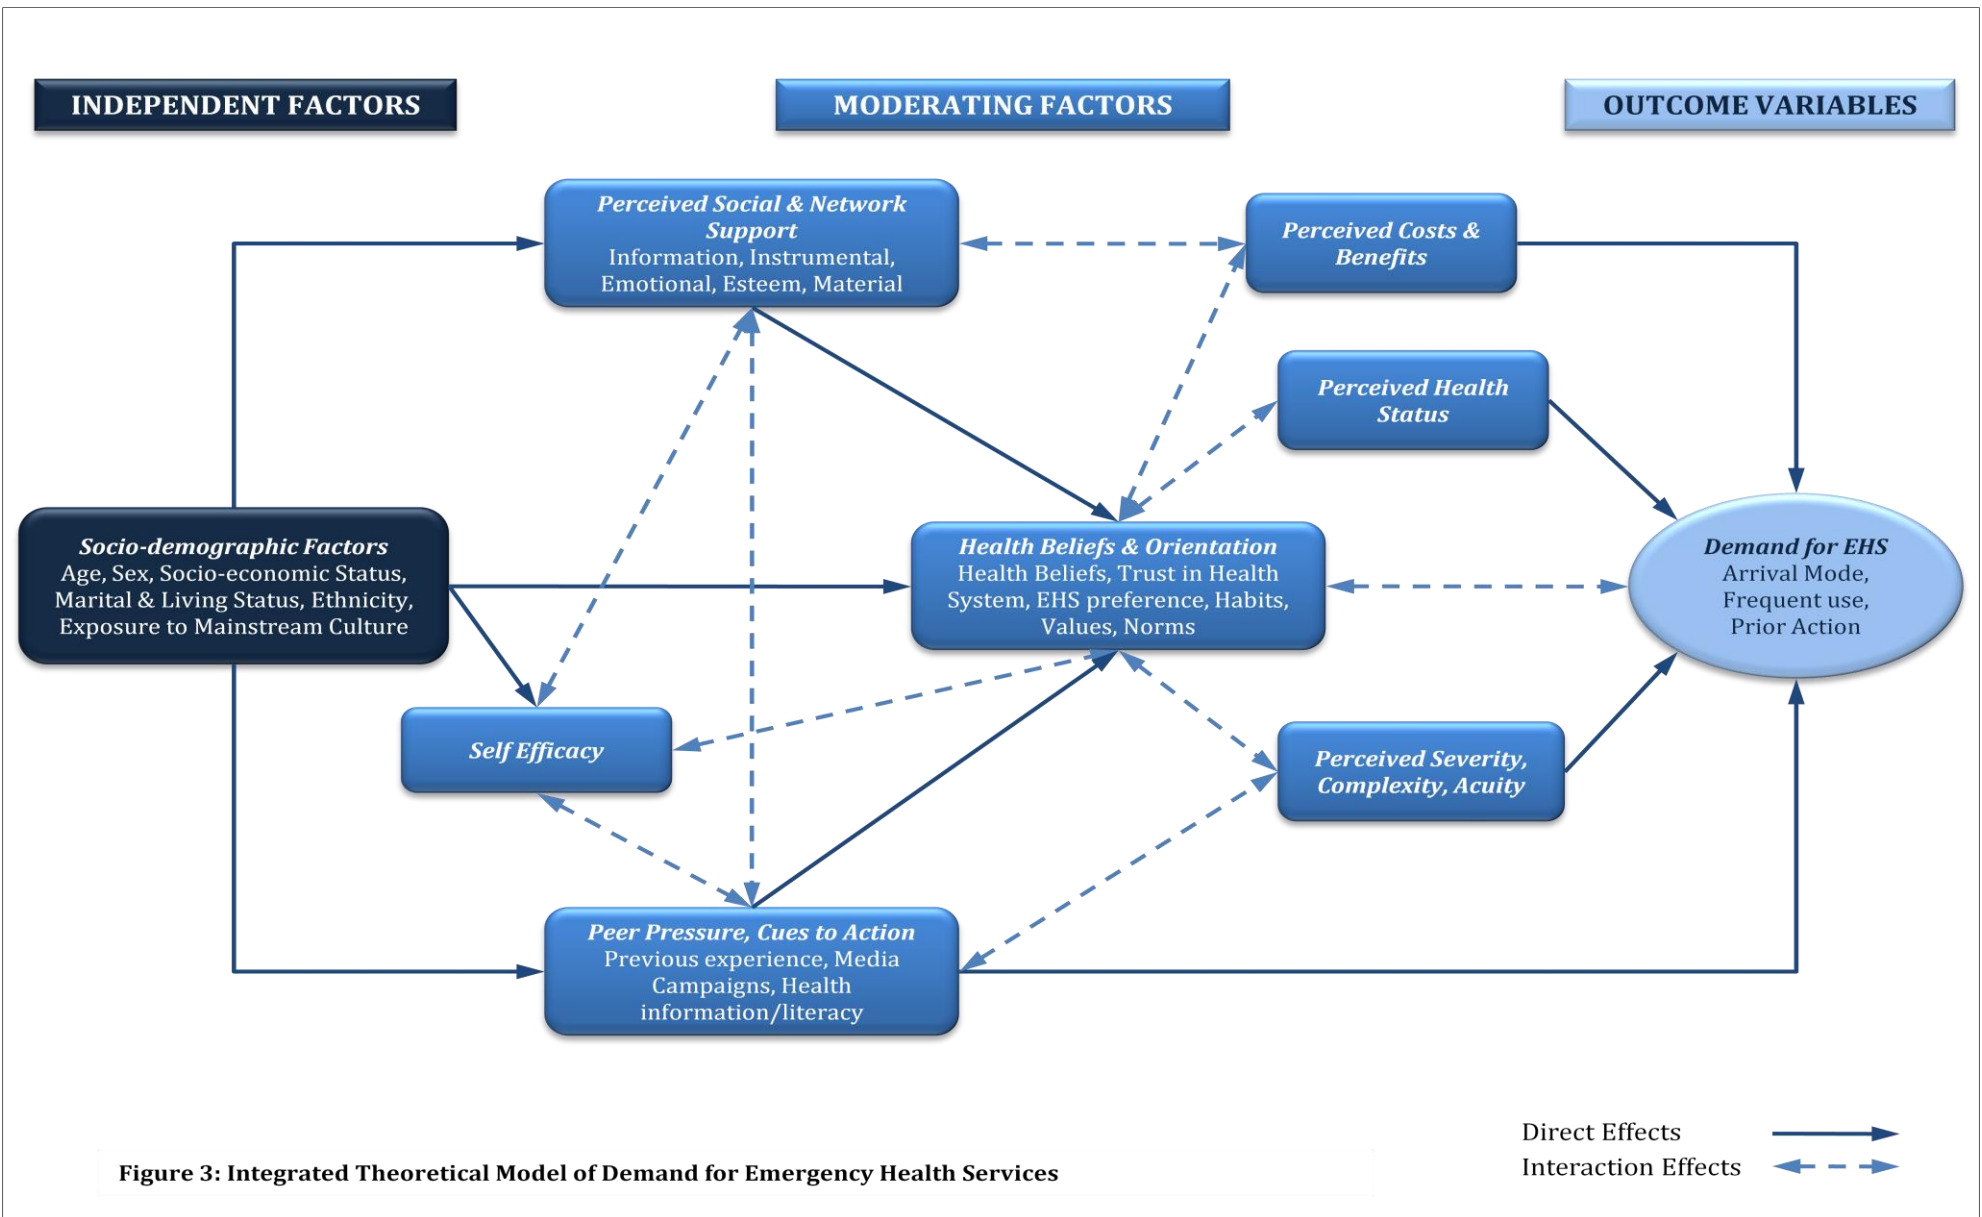 INDEPENDENT FACTORS
MODERATING FACTORS
OUTCOME VARIABLES
Perceived Social & Network
Support
Information, Instrumental,
Emotional, Esteem, Material
Perceived Costs &
Benefits
Perceived Health
Status
Socio-demographic Factors
Age, Sex, Socio-economic Status,
Marital & Living Status, Ethnicity,
Exposure to Mainstream Culture
Health Beliefs & Orientation
Health Beliefs, Trust in Health
System, EHS preference, Habits,
Values, Norms
Demand for EHS
Arrival Mode,
Frequent use,
Prior Action
Self Efficacy
Perceived Severity,
Complexity, Acuity
Peer Pressure, Cues to Action
Previous experience, Media
Campaigns, Health
information/literacy
Direct Effects
Interaction Effects
Figure 3: Integrated Theoretical Model of Demand for Emergency Health Services